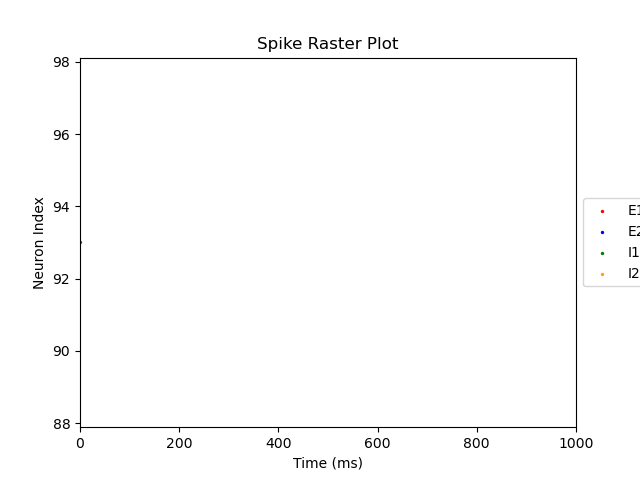 Spike Raster Plot
98
96
94
92
90
88
Neuron Index
0 200 400 600 800 1000
Time (ms)
E1
E2
I1
I2